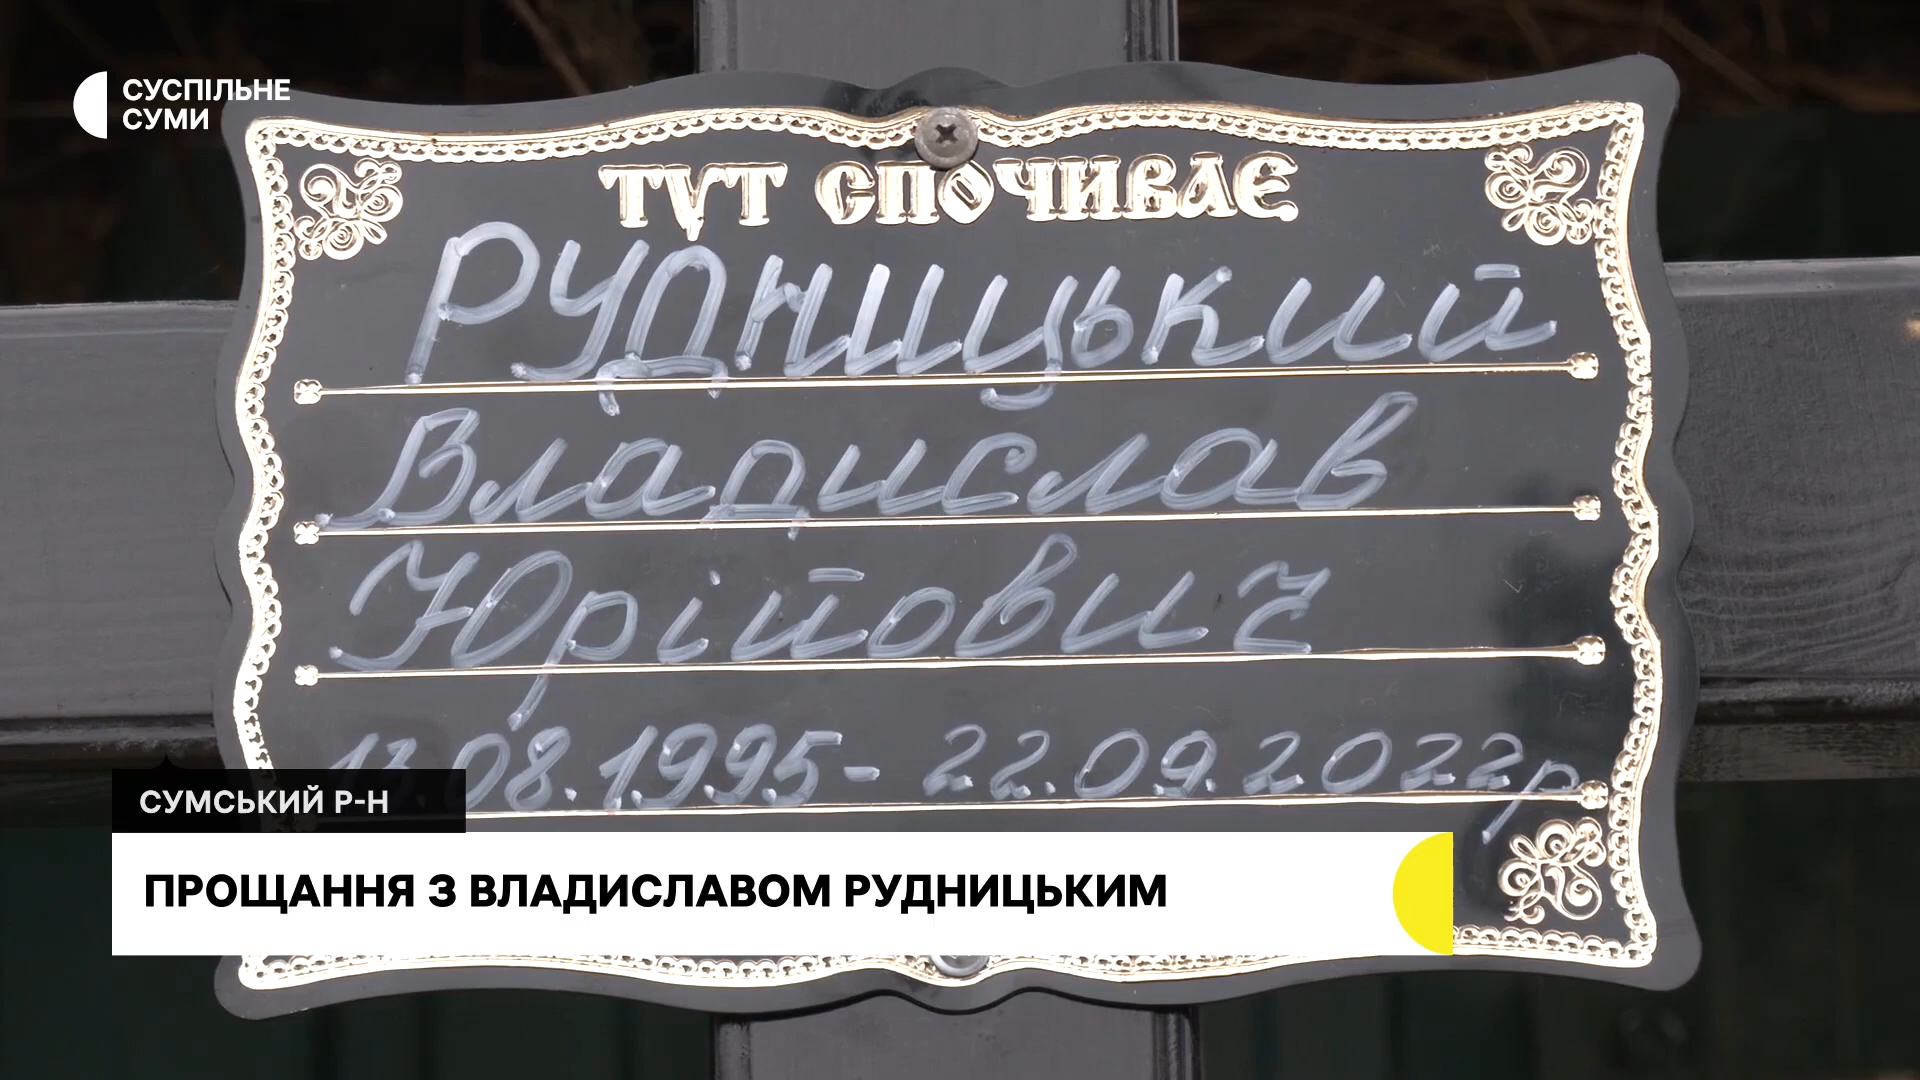 СУСПІЛЬНЕ
СУМИ
ТУТ СПОЧИВАЄ
Рудницький
Владислав
Юрійович
13.08.1995- 22.09.2022р
СУМСЬКИЙ Р-Н
ПРОЩАННЯ З ВЛАДИСЛАВОМ РУДНИЦЬКИМ